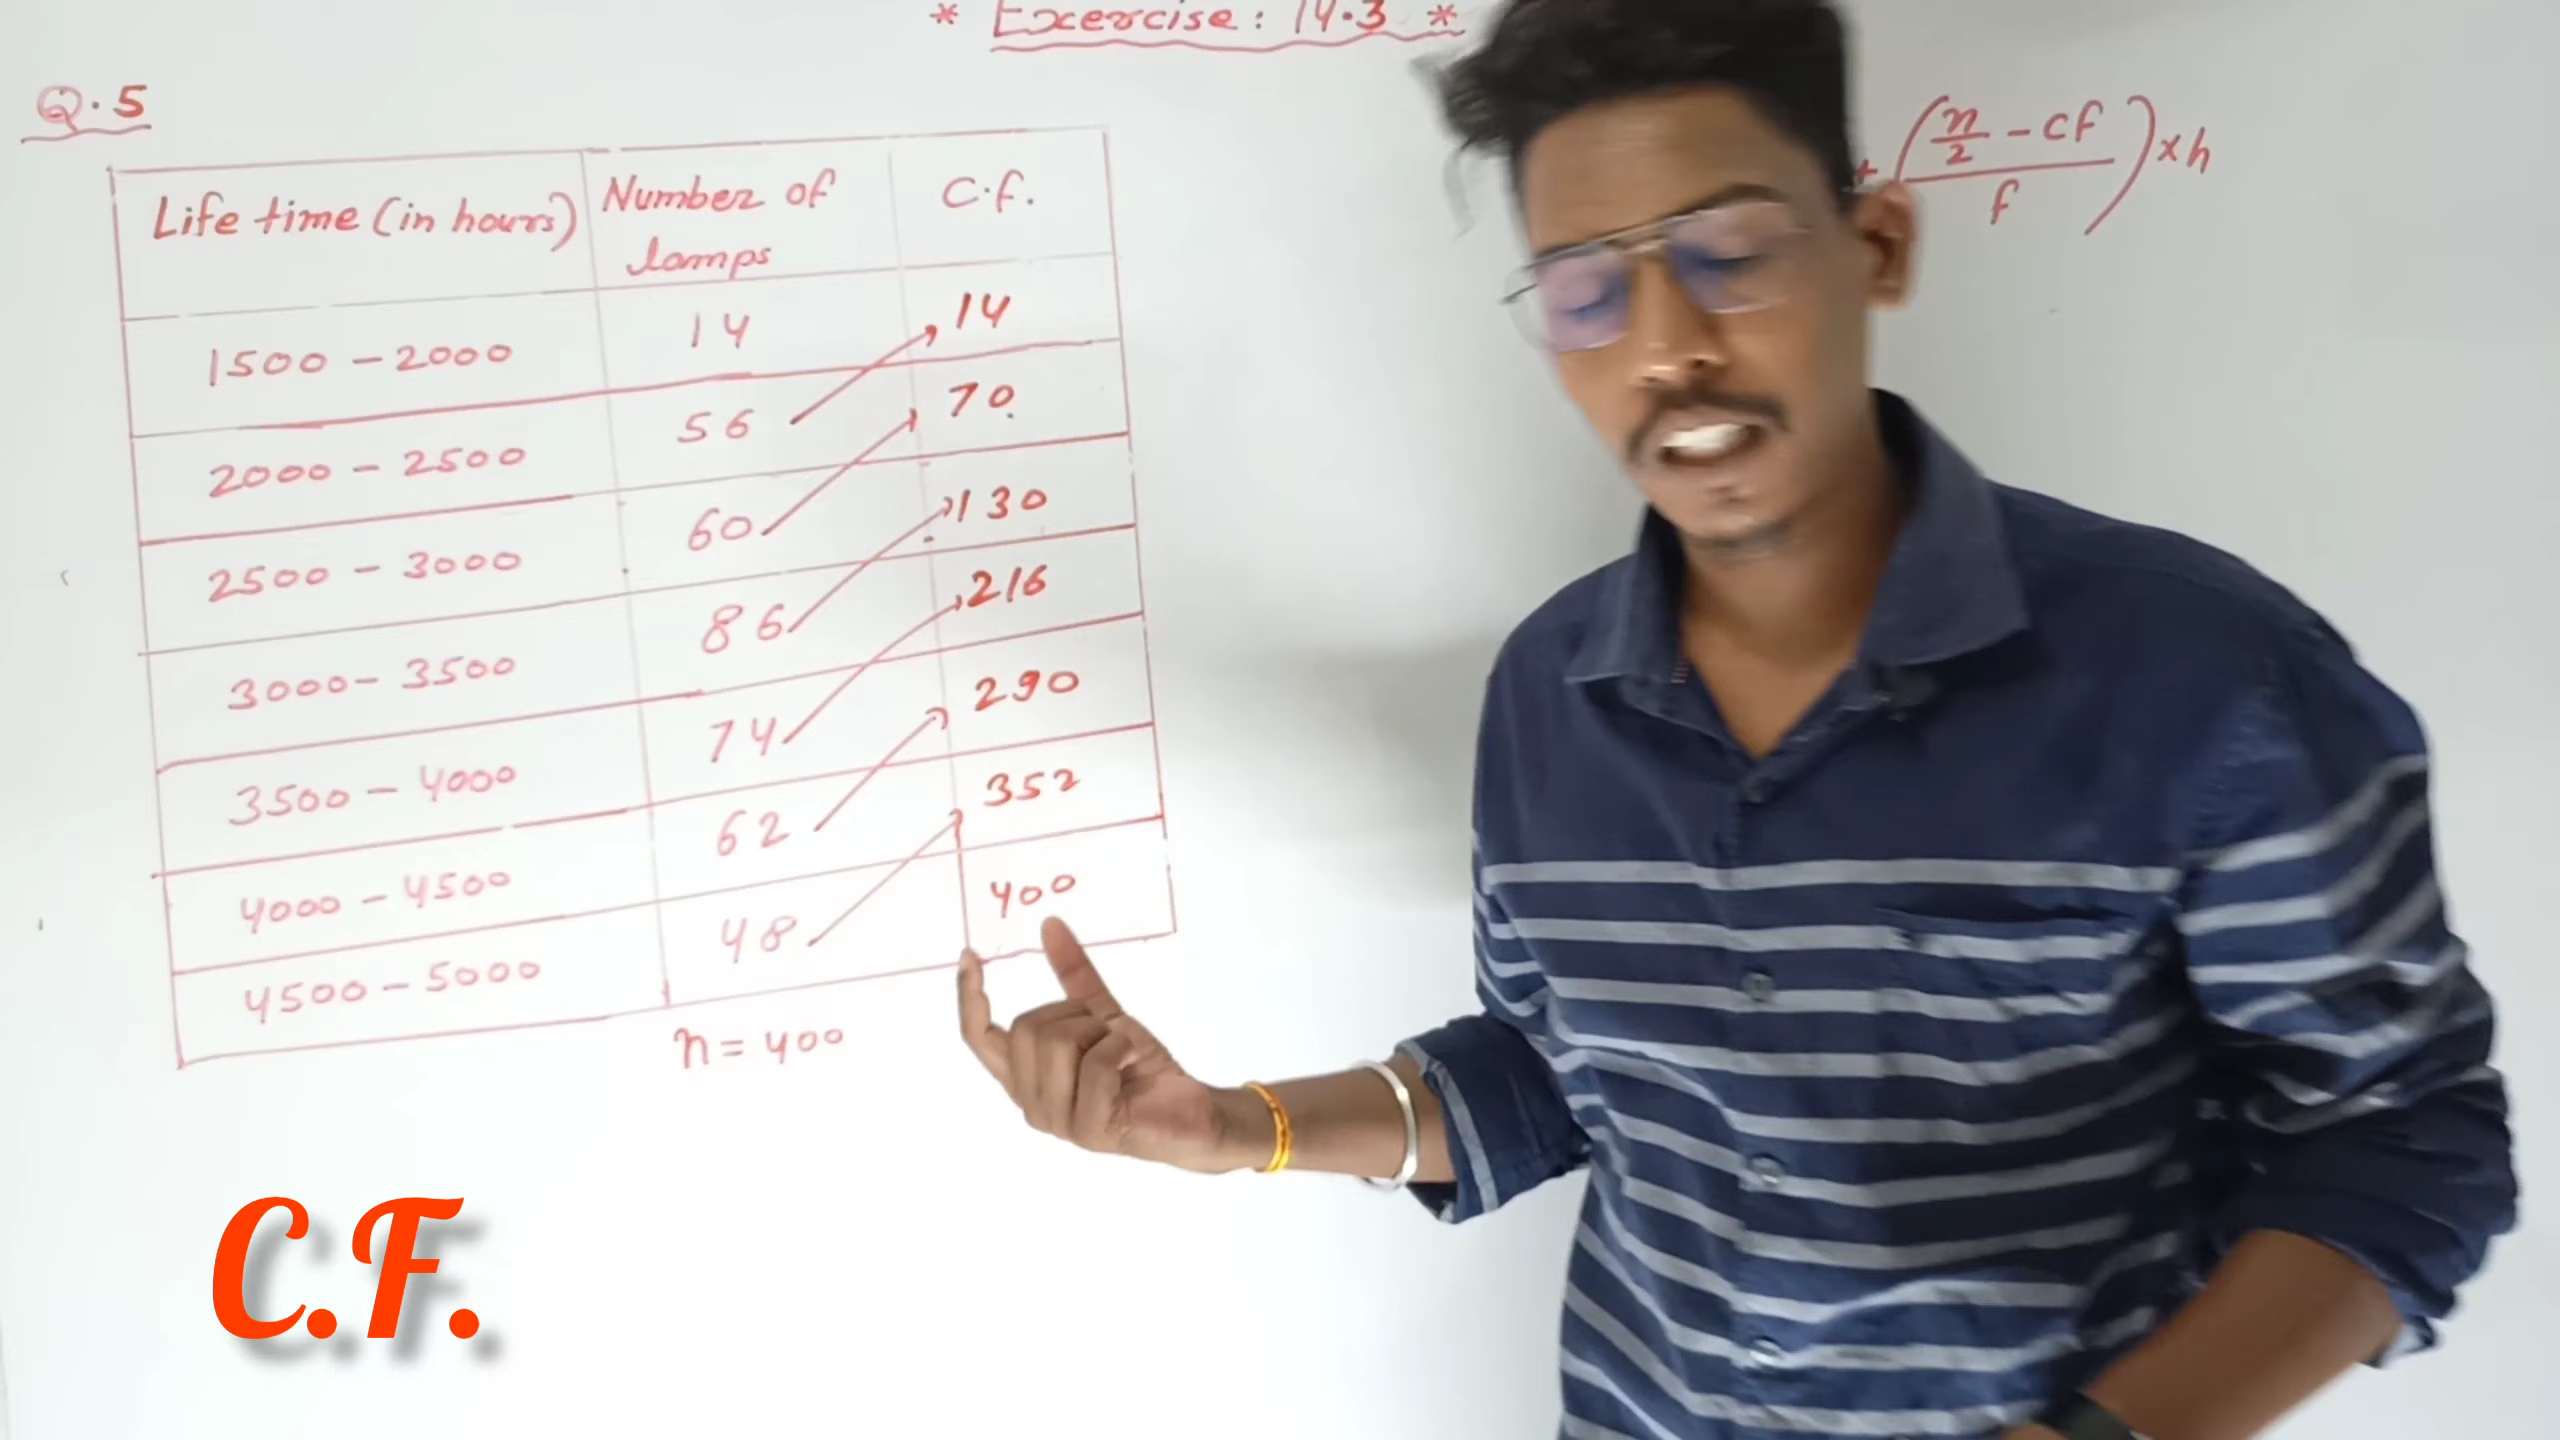 * Excercise: 14.3 *
Q.5
+ (n/2 - cf / f) × h
Life time (in hours) Number of lamps C.f.
1500 - 2000 14 14
2000 - 2500 56 70
2500 - 3000 60 130
3000 - 3500 86 216
3500 - 4000 74 290
4000 - 4500 62 352
4500 - 5000 48 400
n = 400
C.F.